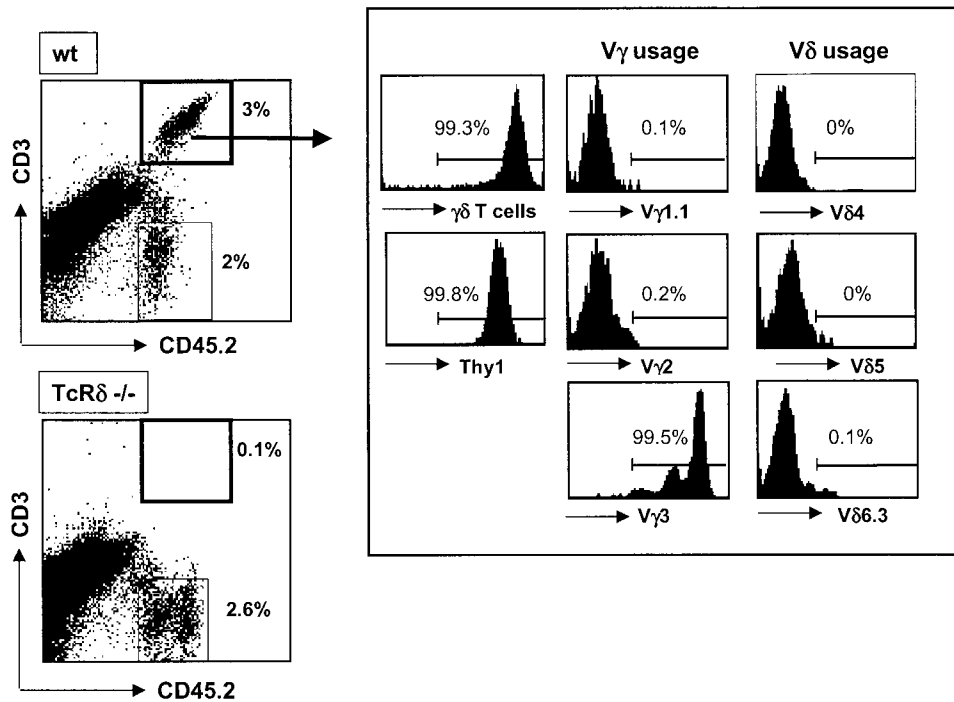 wt
CD3
3%
2%
CD45.2
TcRδ -/-
CD3
0.1%
2.6%
CD45.2
Vγ usage
Vδ usage
99.3%
γδ T cells
0.1%
Vγ1.1
0%
Vδ4
99.8%
Thy1
0.2%
Vγ2
0%
Vδ5
99.5%
Vγ3
0.1%
Vδ6.3